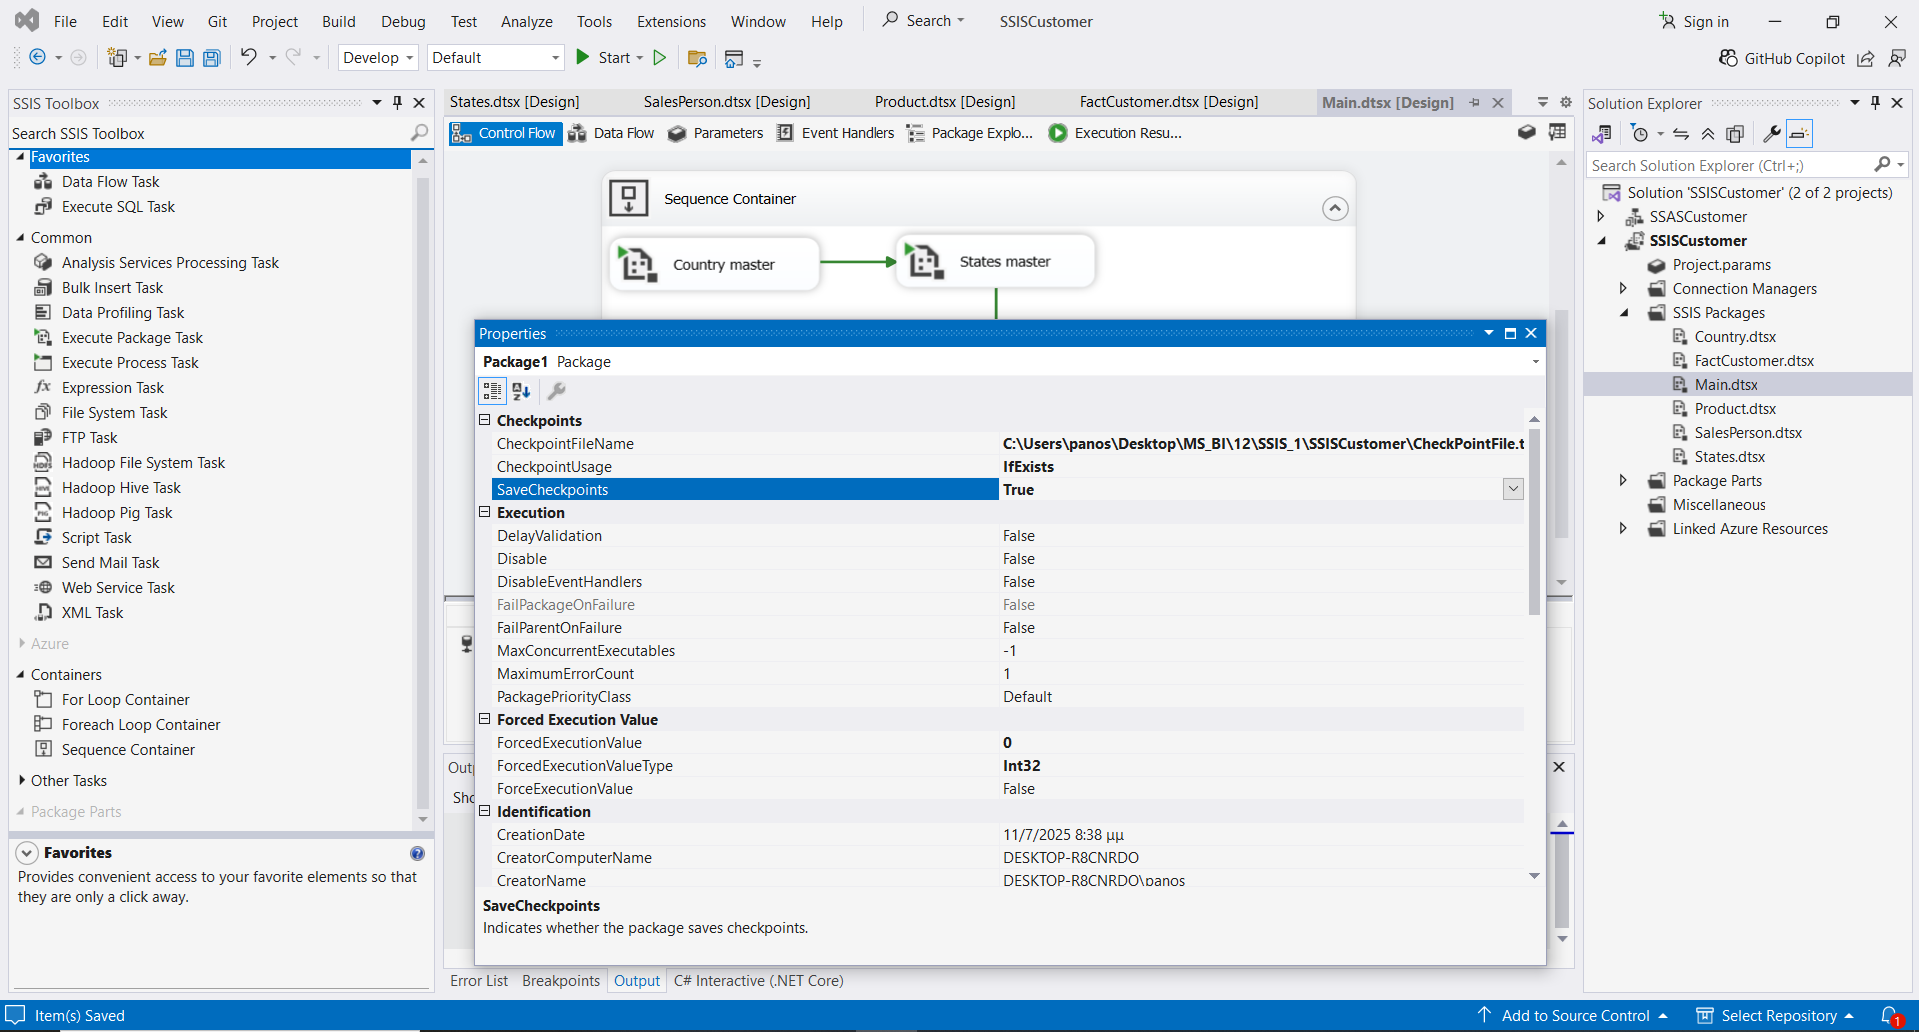 File Edit View Git Project Build Debug Test Analyze Tools Extensions Window Help Search SSISCustomer Sign in
Develop Default Start GitHub Copilot
SSIS Toolbox
Search SSIS Toolbox
Favorites
Data Flow Task
Execute SQL Task
Common
Analysis Services Processing Task
Bulk Insert Task
Data Profiling Task
Execute Package Task
Execute Process Task
Expression Task
File System Task
FTP Task
Hadoop File System Task
Hadoop Hive Task
Hadoop Pig Task
Script Task
Send Mail Task
Web Service Task
XML Task
Azure
Containers
For Loop Container
Foreach Loop Container
Sequence Container
Other Tasks
Package Parts
Favorites
Provides convenient access to your favorite elements so that
they are only a click away.
States.dtsx [Design] SalesPerson.dtsx [Design] Product.dtsx [Design] FactCustomer.dtsx [Design] Main.dtsx [Design]
Control Flow Data Flow Parameters Event Handlers Package Explo... Execution Resu...
Sequence Container
Country master States master
Properties
Package1 Package
Checkpoints
CheckpointFileName C:\Users\panos\Desktop\MS_BI\12\SSIS_1\SSISCustomer\CheckPointFile.t
CheckpointUsage IfExists
SaveCheckpoints True
Execution
DelayValidation False
Disable False
DisableEventHandlers False
FailPackageOnFailure False
FailParentOnFailure False
MaxConcurrentExecutables -1
MaximumErrorCount 1
PackagePriorityClass Default
Forced Execution Value
ForcedExecutionValue 0
ForcedExecutionValueType Int32
ForceExecutionValue False
Identification
CreationDate 11/7/2025 8:38 μμ
CreatorComputerName DESKTOP-R8CNRDO
CreatorName DESKTOP-R8CNRDO\panos
SaveCheckpoints
Indicates whether the package saves checkpoints.
Out
Sho
Error List Breakpoints Output C# Interactive (.NET Core)
Solution Explorer
Search Solution Explorer (Ctrl+;)
Solution 'SSISCustomer' (2 of 2 projects)
SSASCustomer
SSISCustomer
Project.params
Connection Managers
SSIS Packages
Country.dtsx
FactCustomer.dtsx
Main.dtsx
Product.dtsx
SalesPerson.dtsx
States.dtsx
Package Parts
Miscellaneous
Linked Azure Resources
Item(s) Saved Add to Source Control Select Repository 1